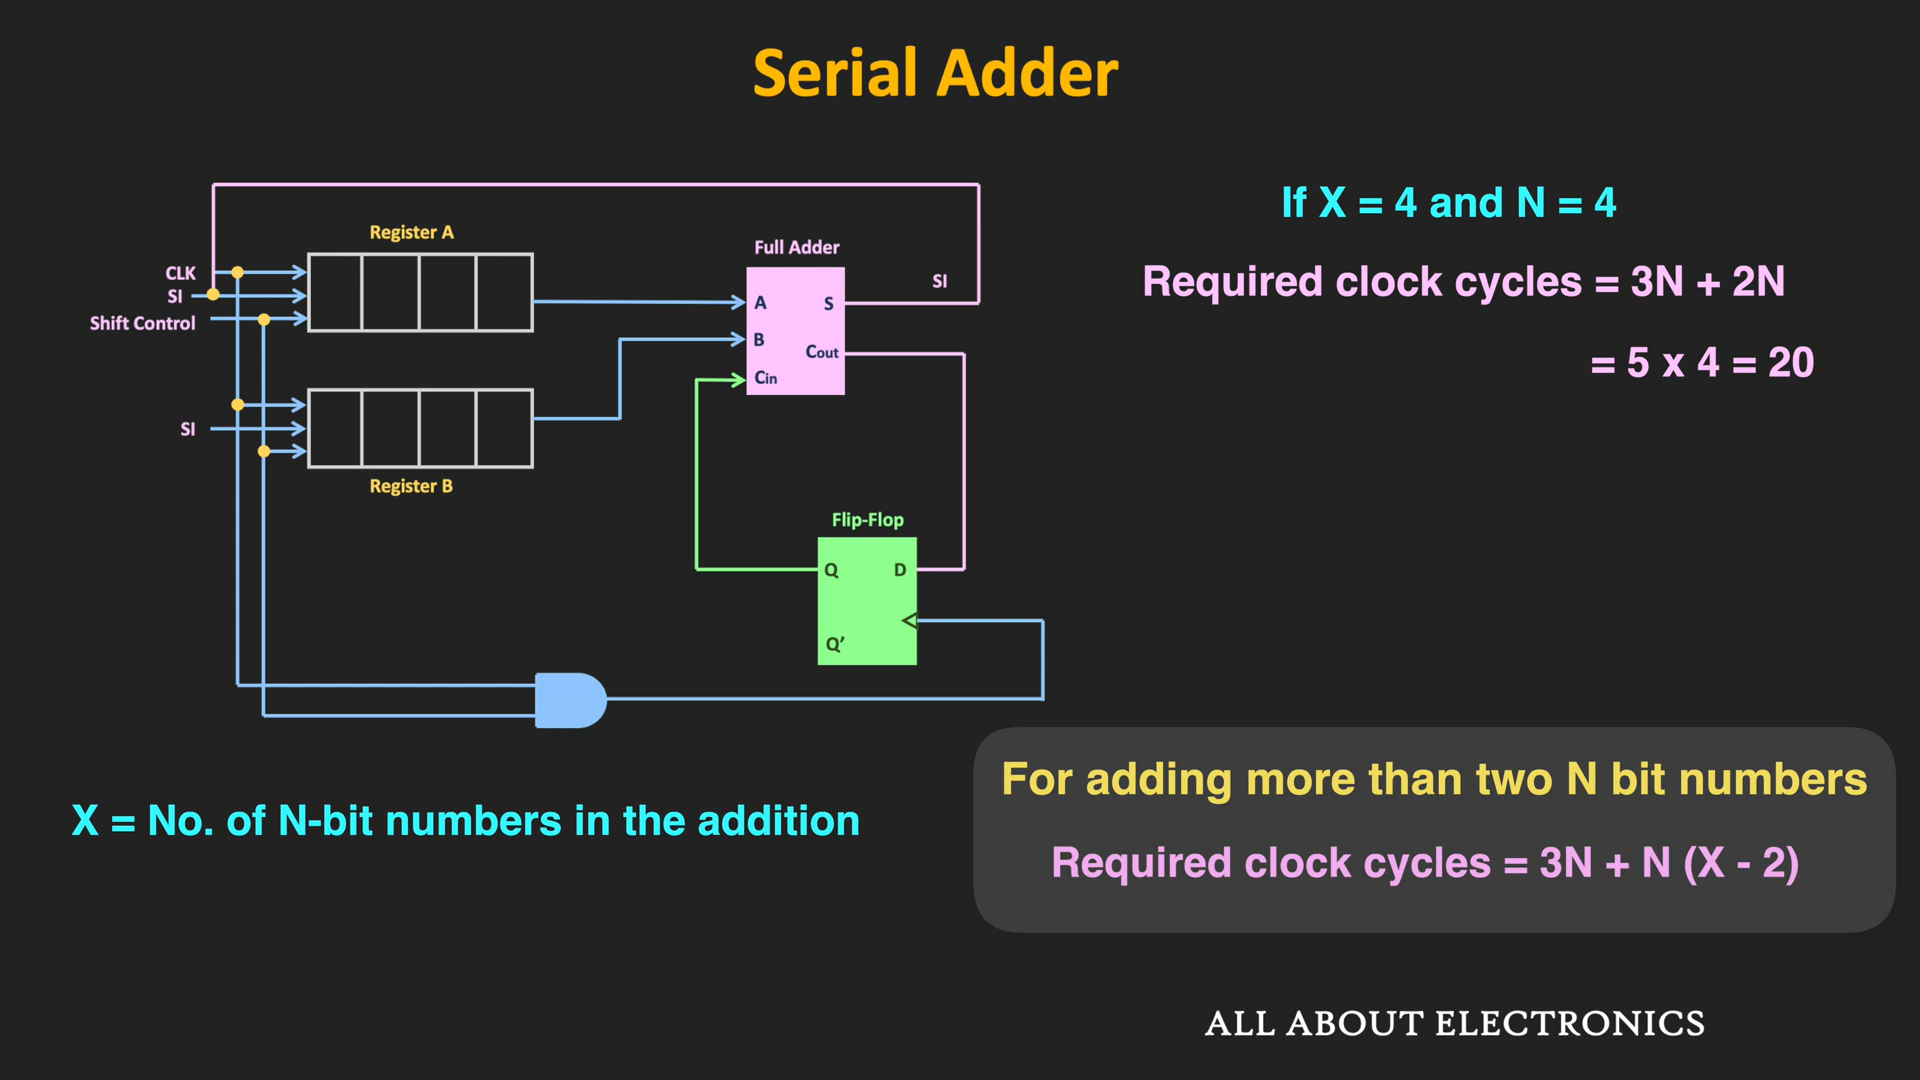 Serial Adder
Register A
CLK
SI
Shift Control
SI
Register B
Full Adder
A
B
Cin
S
Cout
SI
Flip-Flop
Q
D
Q’
If X = 4 and N = 4
Required clock cycles = 3N + 2N
= 5 x 4 = 20
X = No. of N-bit numbers in the addition
For adding more than two N bit numbers
Required clock cycles = 3N + N (X - 2)
ALL ABOUT ELECTRONICS